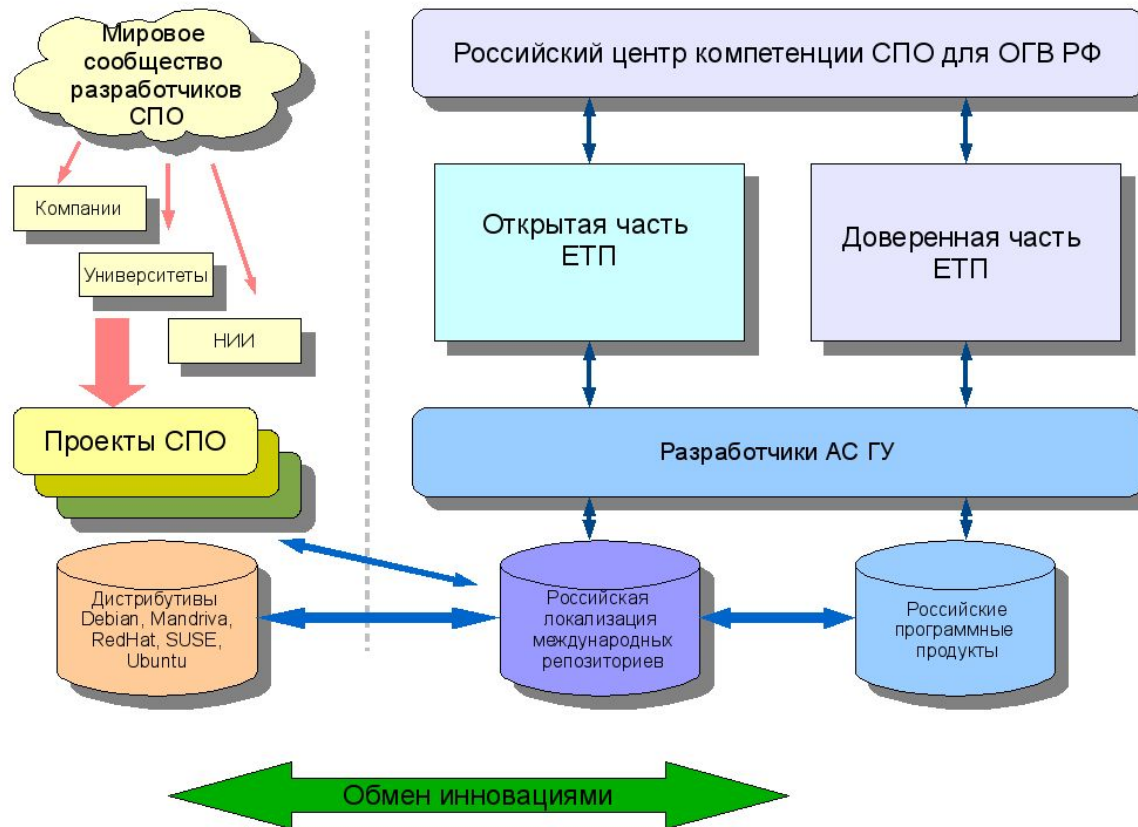 Мировое
сообщество
разработчиков
СПО
Компании
Университеты
НИИ
Проекты СПО
Дистрибутивы
Debian, Mandriva,
RedHat, SUSE,
Ubuntu
Российский центр компетенции СПО для ОГВ РФ
Открытая часть
ЕТП
Доверенная часть
ЕТП
Разработчики АС ГУ
Российская
локализация
международных
репозиториев
Российские
программные
продукты
Обмен инновациями